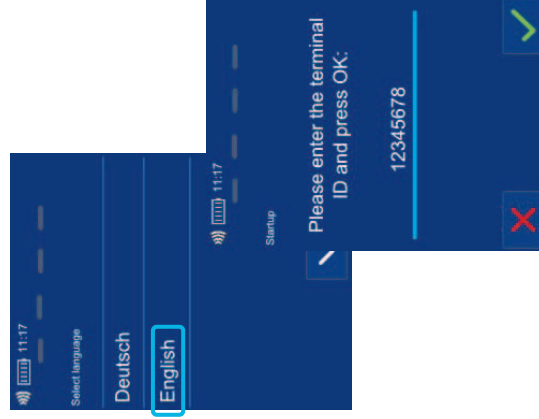 11:17
Select language
Deutsch
English
11:17
Startup
Please enter the terminal
ID and press OK:
12345678